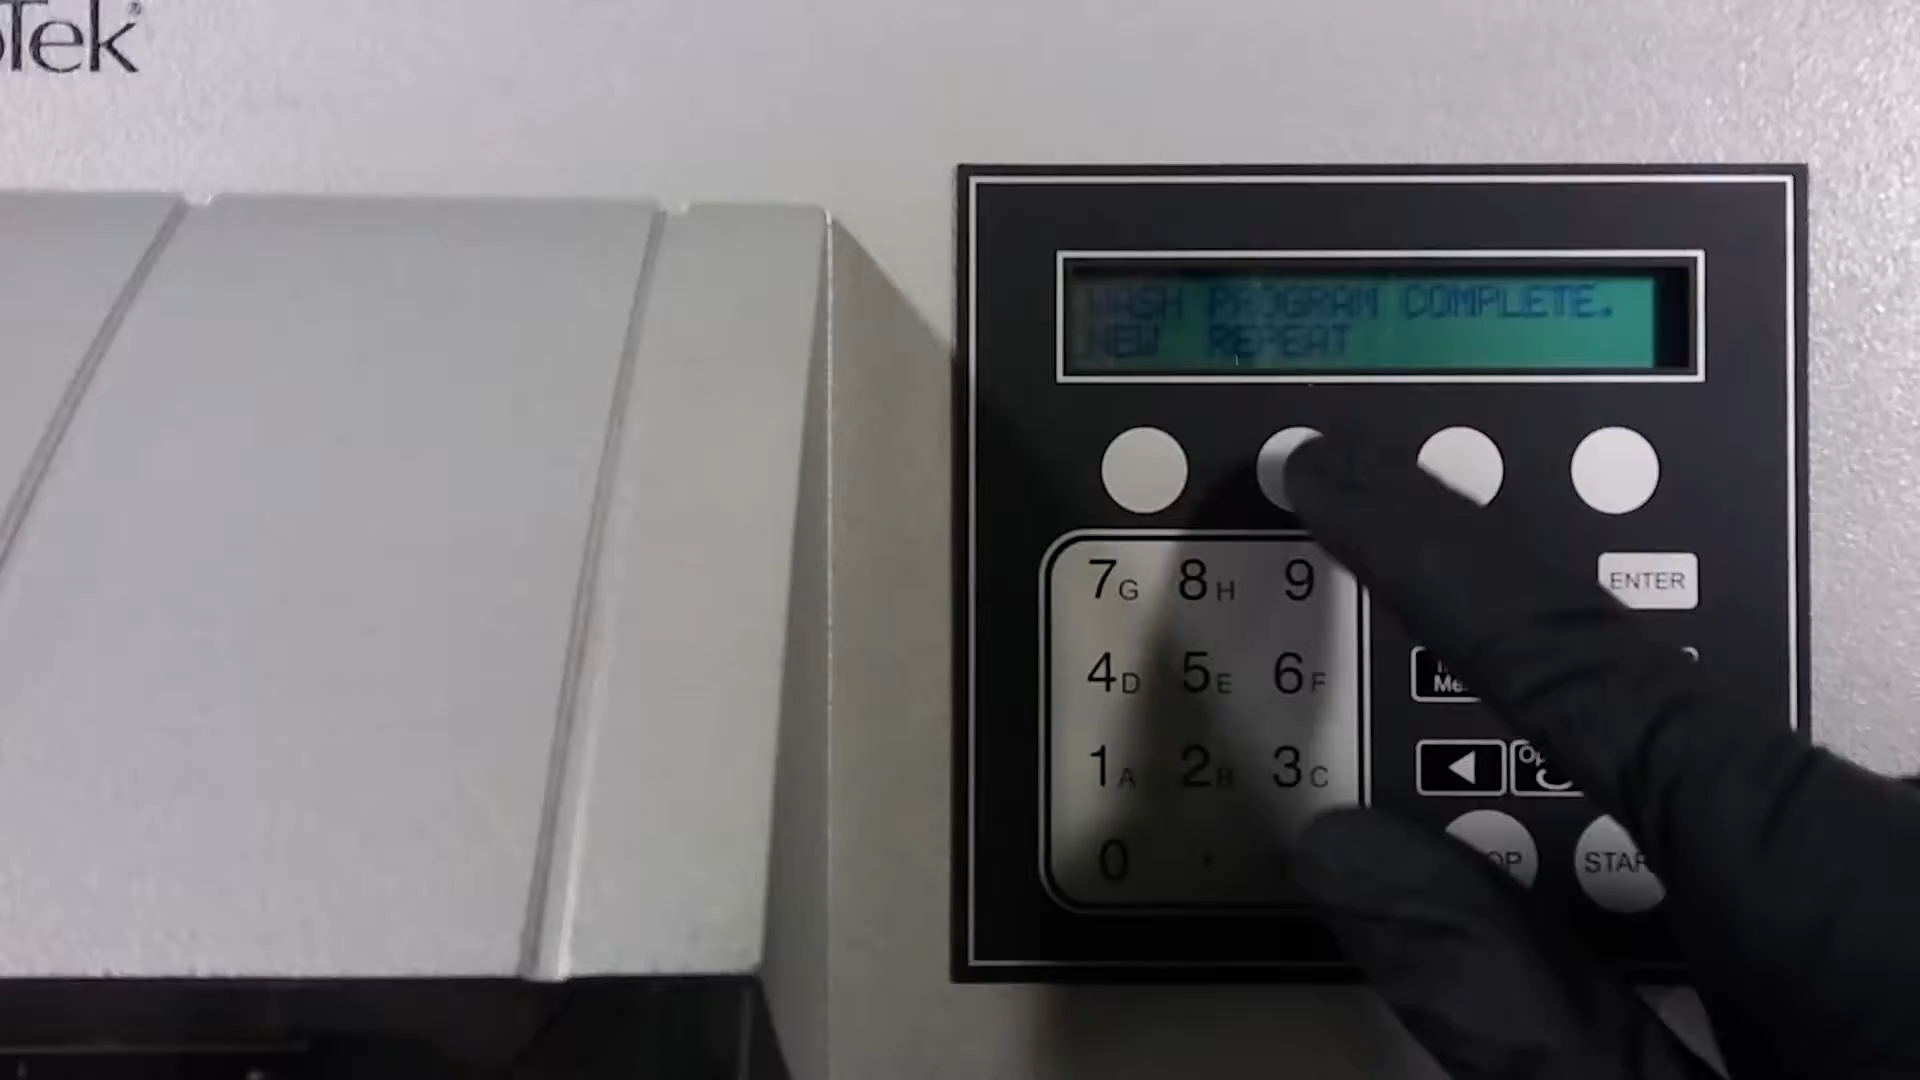 Tek®
WASH PROGRAM COMPLETE.
NEW REPEAT
7G 8H 9
ENTER
4D 5E 6F
1A 2B 3C
0 .